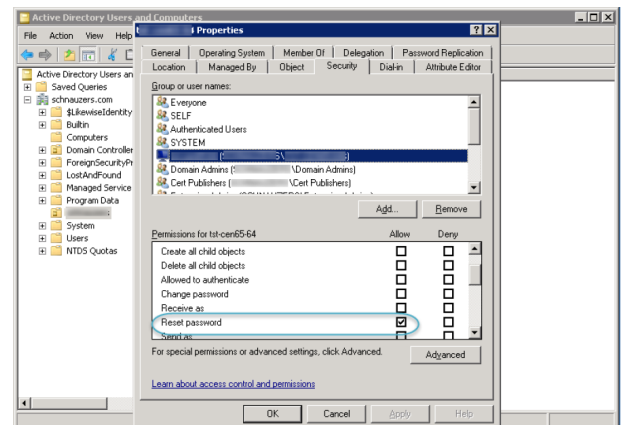 Active Directory Users and Computers
File Action View Help
Properties
General Operating System Member Of Delegation Password Replication
Location Managed By Object Security Dial-in Attribute Editor
Active Directory Users an
Saved Queries
schnauzers.com
$LikewiseIdentity
Builtin
Computers
Domain Controller
ForeignSecurityPr
LostAndFound
Managed Service
Program Data
System
Users
NTDS Quotas
Group or user names:
Everyone
SELF
Authenticated Users
SYSTEM
Domain Admins (S \Domain Admins)
Cert Publishers ( \Cert Publishers)
Add... Remove
Permissions for tst-cen65-64 Allow Deny
Create all child objects
Delete all child objects
Allowed to authenticate
Change password
Receive as
Reset password
Send as
For special permissions or advanced settings, click Advanced.
Advanced
Learn about access control and permissions
OK Cancel Apply Help